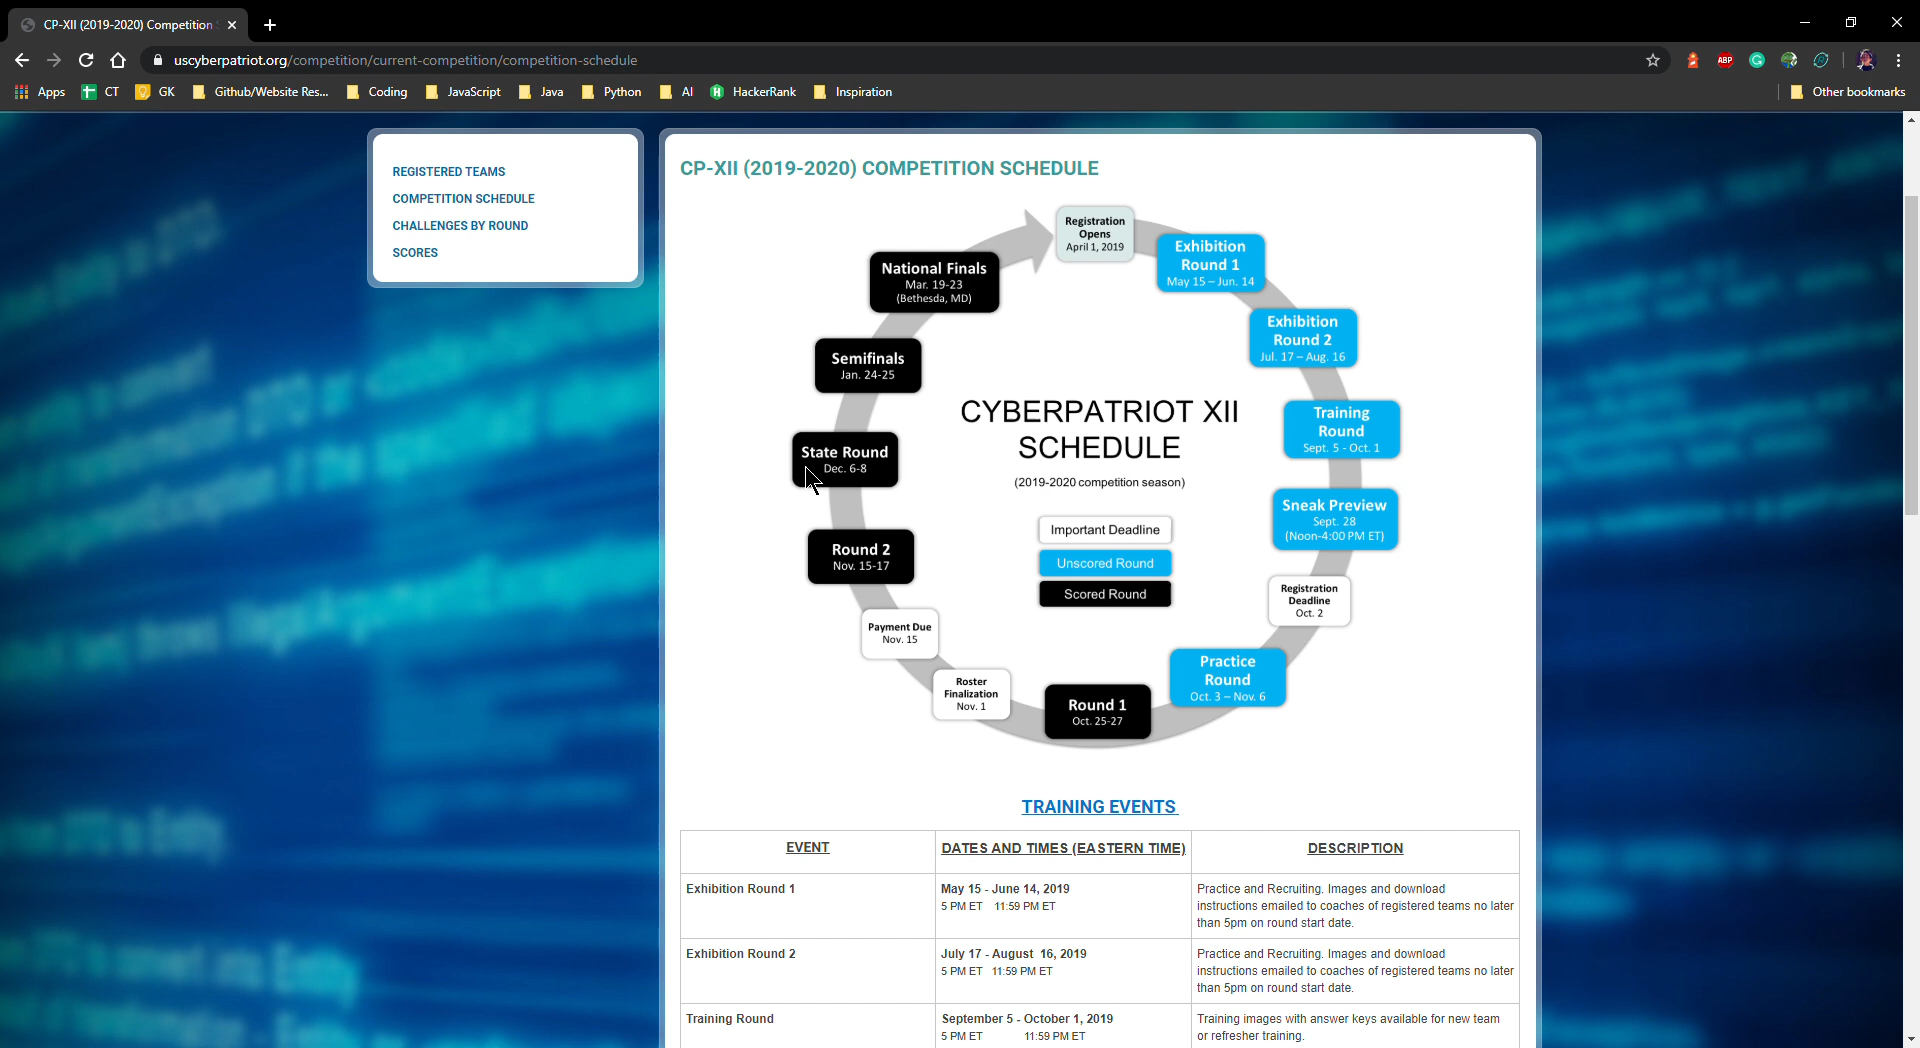 CP-XII (2019-2020) Competition
uscyberpatriot.org/competition/current-competition/competition-schedule
ABP
Apps
CT
GK
Github/Website Res...
Coding
JavaScript
Java
Python
AI
HackerRank
Inspiration
Other bookmarks
REGISTERED TEAMS
COMPETITION SCHEDULE
CHALLENGES BY ROUND
SCORES
CP-XII (2019-2020) COMPETITION SCHEDULE
Registration
Opens
April 1, 2019
Exhibition
Round 1
May 15 – Jun. 14
Exhibition
Round 2
Jul. 17 – Aug. 16
Training
Round
Sept. 5 - Oct. 1
Sneak Preview
Sept. 28
(Noon-4:00 PM ET)
Registration
Deadline
Oct. 2
Practice
Round
Oct. 3 – Nov. 6
Round 1
Oct. 25-27
Roster
Finalization
Nov. 1
Payment Due
Nov. 15
Round 2
Nov. 15-17
State Round
Dec. 6-8
Semifinals
Jan. 24-25
National Finals
Mar. 19-23
(Bethesda, MD)
CYBERPATRIOT XII
SCHEDULE
(2019-2020 competition season)
Important Deadline
Unscored Round
Scored Round
TRAINING EVENTS
EVENT
DATES AND TIMES (EASTERN TIME)
DESCRIPTION
Exhibition Round 1
May 15 - June 14, 2019
5 PM ET 11:59 PM ET
Practice and Recruiting. Images and download
instructions emailed to coaches of registered teams no later
than 5pm on round start date.
Exhibition Round 2
July 17 - August 16, 2019
5 PM ET 11:59 PM ET
Practice and Recruiting. Images and download
instructions emailed to coaches of registered teams no later
than 5pm on round start date.
Training Round
September 5 - October 1, 2019
5 PM ET 11:59 PM ET
Training images with answer keys available for new team
or refresher training.